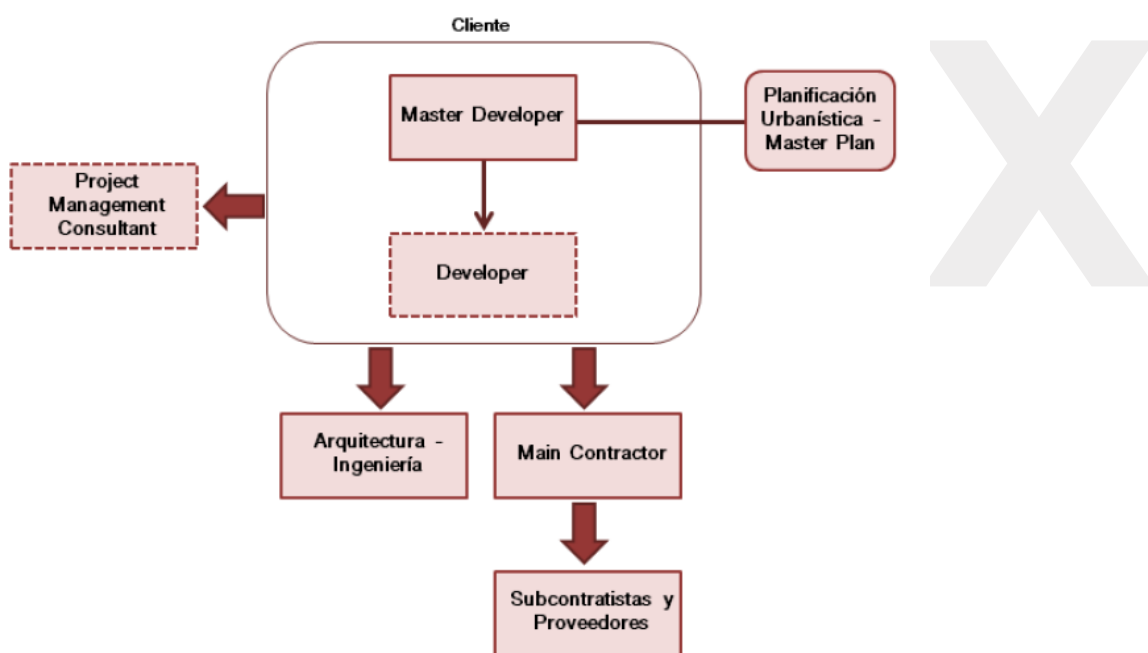 Cliente
Master Developer
Planificación
Urbanística -
Master Plan
Project
Management
Consultant
Developer
Arquitectura -
Ingeniería
Main Contractor
Subcontratistas y
Proveedores
X